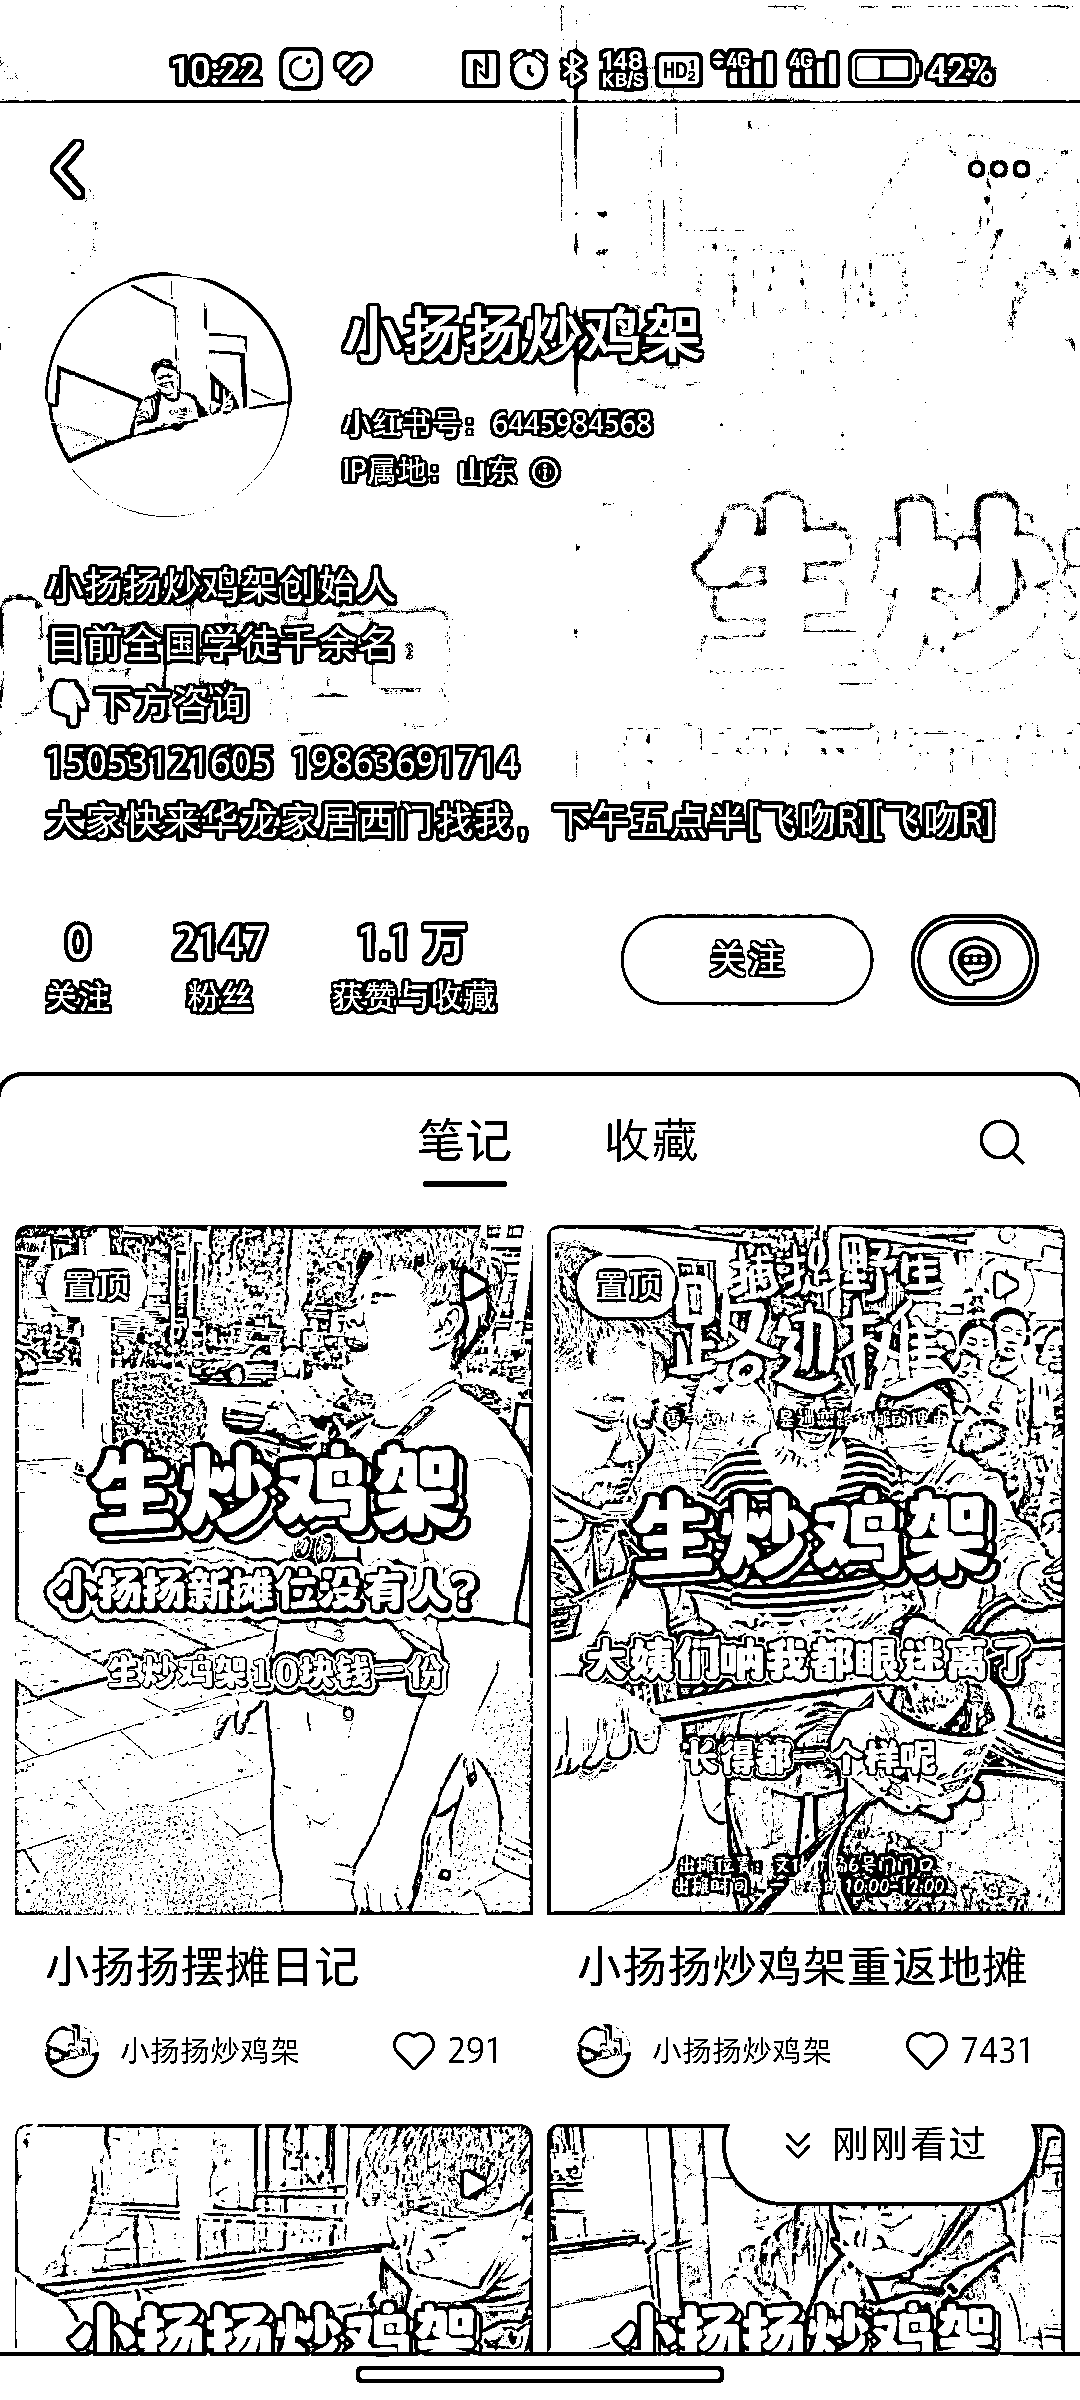 10:22
148 KB/S
HD 1 2
4G
4G
42%
小扬扬炒鸡架
小红书号：6445984568
IP属地：山东
小扬扬炒鸡架创始人
目前全国学徒千余名
👇下方咨询
15053121605 19863691714
大家快来华龙家居西门找我，下午五点半[飞吻R][飞吻R]
0 2147 1.1万
关注 粉丝 获赞与收藏
关注
笔记 收藏
置顶
生炒鸡架
小扬扬新摊位没有人?
生炒鸡架10块钱一份
置顶
捕捉野生
路边摊
生炒鸡架
大姨们呐我都眼迷离了
长得都一个样呢
10:00-12:00
小扬扬摆摊日记
小扬扬炒鸡架 291
小扬扬炒鸡架重返地摊
小扬扬炒鸡架 7431
刚刚看过
小扬扬炒鸡架
小扬扬炒鸡架